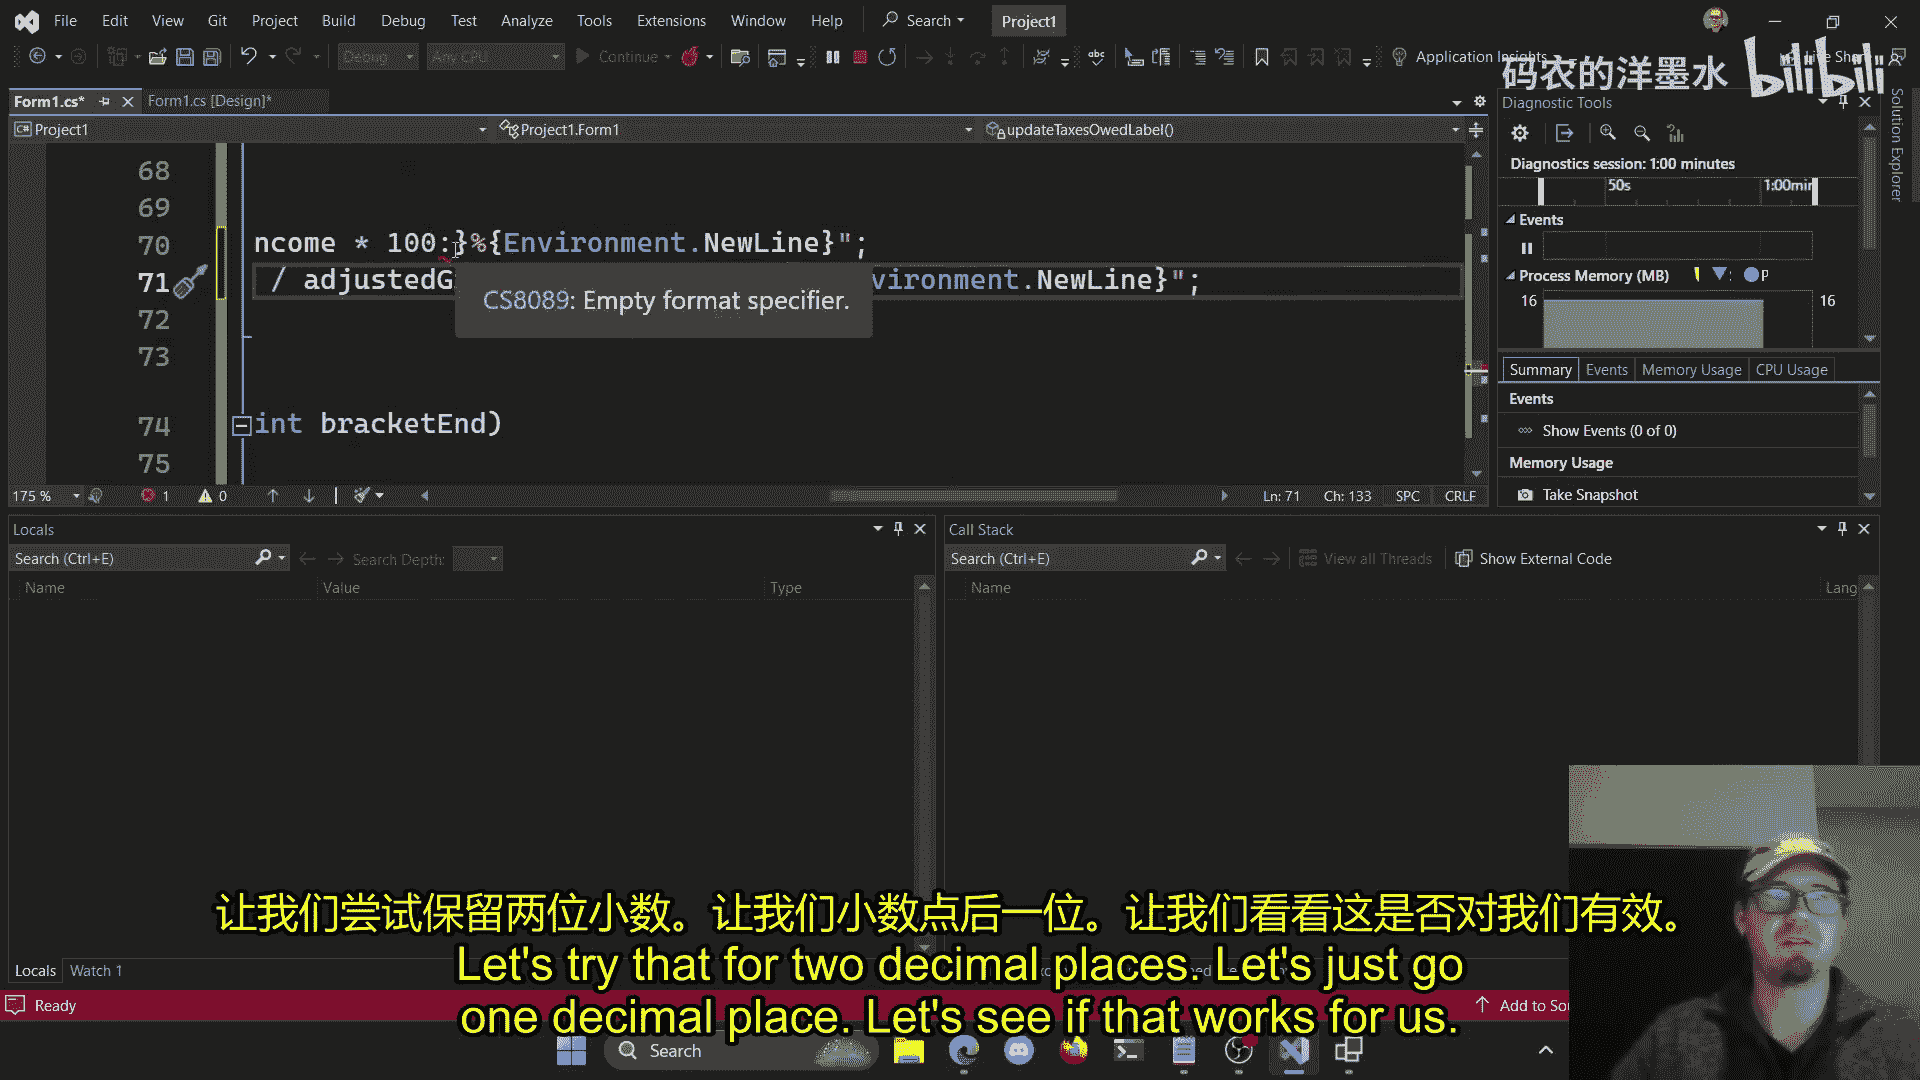 File Edit View Git Project Build Debug Test Analyze Tools Extensions Window Help Search Project1
Debug Any CPU Continue Application Insights Live Share
码农的洋墨水 bilibili
Form1.cs* Form1.cs [Design]*
Project1 Project1.Form1 updateTaxesOwedLabel()
68
69
70 ncome * 100:}%{Environment.NewLine}";
71 / adjustedG vironment.NewLine}";
CS8089: Empty format specifier.
72
73
74 int bracketEnd)
75
175 % 1 0 Ln: 71 Ch: 133 SPC CRLF
Diagnostic Tools
Diagnostics session: 1:00 minutes
50s 1:00min
Events
Process Memory (MB) P
16 16
Summary Events Memory Usage CPU Usage
Events
Show Events (0 of 0)
Memory Usage
Take Snapshot
Solution Explorer
Locals
Search (Ctrl+E) Search Depth:
Name Value Type
Locals Watch 1
Call Stack
Search (Ctrl+E) View all Threads Show External Code
Name Lang
Ready
Add to So
让我们尝试保留两位小数。让我们小数点后一位。让我们看看这是否对我们有效。
Let's try that for two decimal places. Let's just go
one decimal place. Let's see if that works for us.
Search